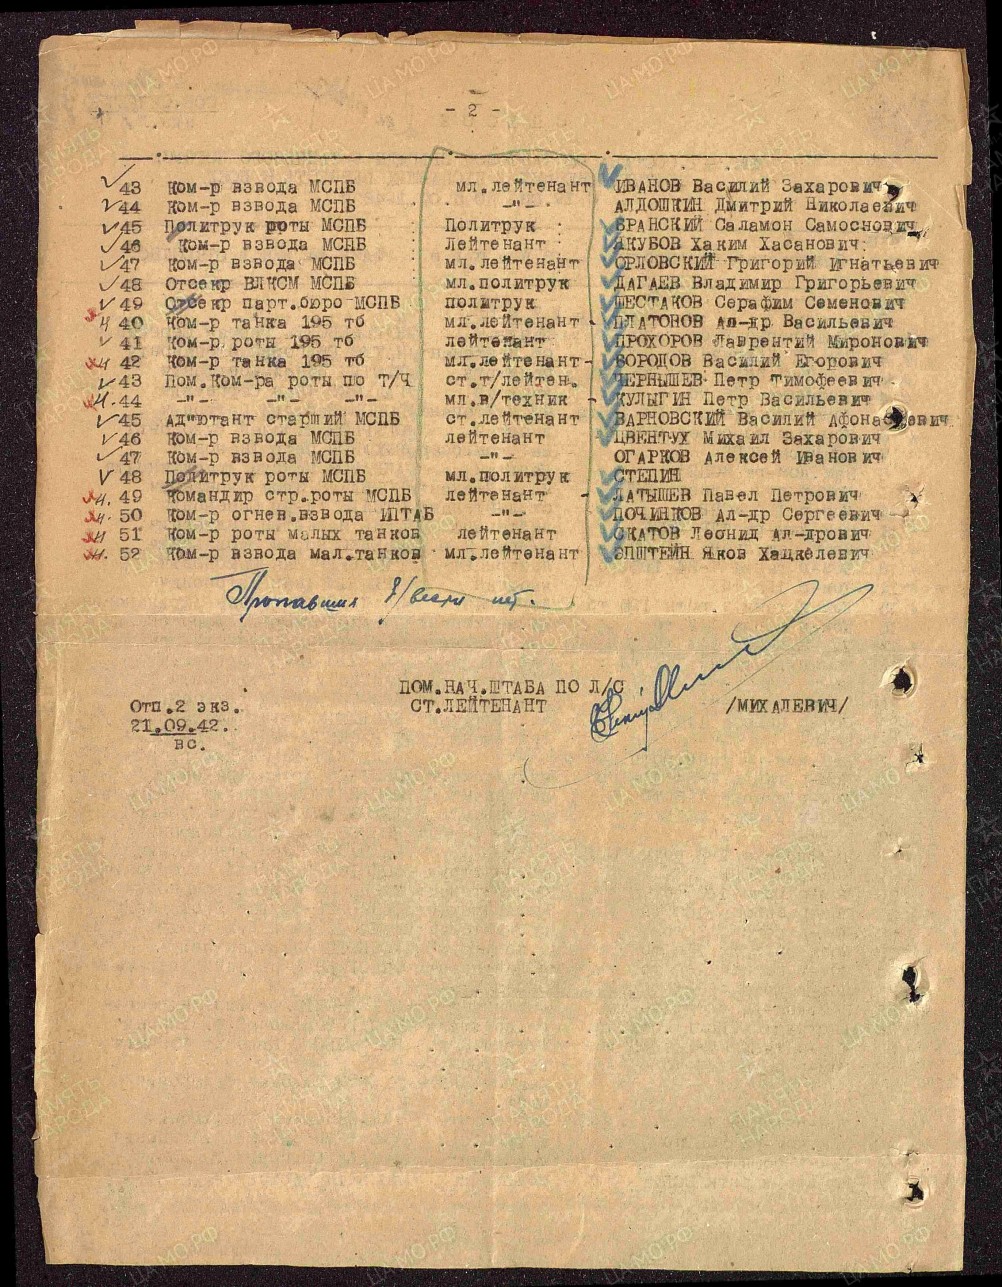 - 2 -
43 Ком-р взвода МСПБ мл.лейтенант ИВАНОВ Василий Захарович
44 Ком-р взвода МСПБ -"- АЛДОШКИН Дмитрий Николаевич
45 Политрук роты МСПБ Политрук БРАНСКИЙ Саламон Самоснович
46 Ком-р взвода МСПБ Лейтенант ЯКУБОВ Хаким Хасанович
47 Ком-р взвода МСПБ мл.лейтенант ОРЛОВСКИЙ Григорий Игнатьевич
48 Отсекр ВЛКСМ МСПБ мл.политрук ДАГАЕВ Владимир Григорьевич
49 Отсекр парт.бюро МСПБ политрук ШЕСТАКОВ Серафим Семенович
40 Ком-р танка 195 тб мл.лейтенант - ПЛАТОНОВ Ал-др Васильевич
41 Ком-р роты 195 тб лейтенант ПРОХОРОВ Лаврентий Миронович
42 Ком-р танка 195 тб мл.лейтенант - БОРОДОВ Василий Егорович
43 Пом.Ком-ра роты по Т/Ч ст.т/лейтен. ЧЕРНЫШЕВ Петр Тимофеевич
44 -"- -"- -"- мл.в/техник - КУЛЫГИН Петр Васильевич
45 Ад"ютант старший МСПБ ст.лейтенант ВАРНОВСКИЙ Василий Афонасьевич
46 Ком-р взвода МСПБ лейтенант ЦВЕНТУХ Михаил Захарович
47 Ком-р взвода МСПБ -"- ОГАРКОВ Алексей Иванович
48 Политрук роты МСПБ мл.политрук СТЕПИН
49 Командир стр.роты МСПБ лейтенант - ЛАТЫШЕВ Павел Петрович
50 Ком-р огнев.взвода ИПТАБ -"- ПОЧИНКОВ Ал-др Сергеевич
51 Ком-р роты малых танков лейтенант СКАТОВ Леонид Ал-дрович
52 Ком-р взвода мал.танков мл.лейтенант ЭПШТЕЙН Яков Хацкелевич
Пропавших б/вести нет.
ПОМ.НАЧ.ШТАБА ПО Л/С
Отп.2 экз. СТ.ЛЕЙТЕНАНТ /МИХАЛЕВИЧ/
21.09.42.
вс.
ЦАМО.РФ
ПАМЯТЬ НАРОДА